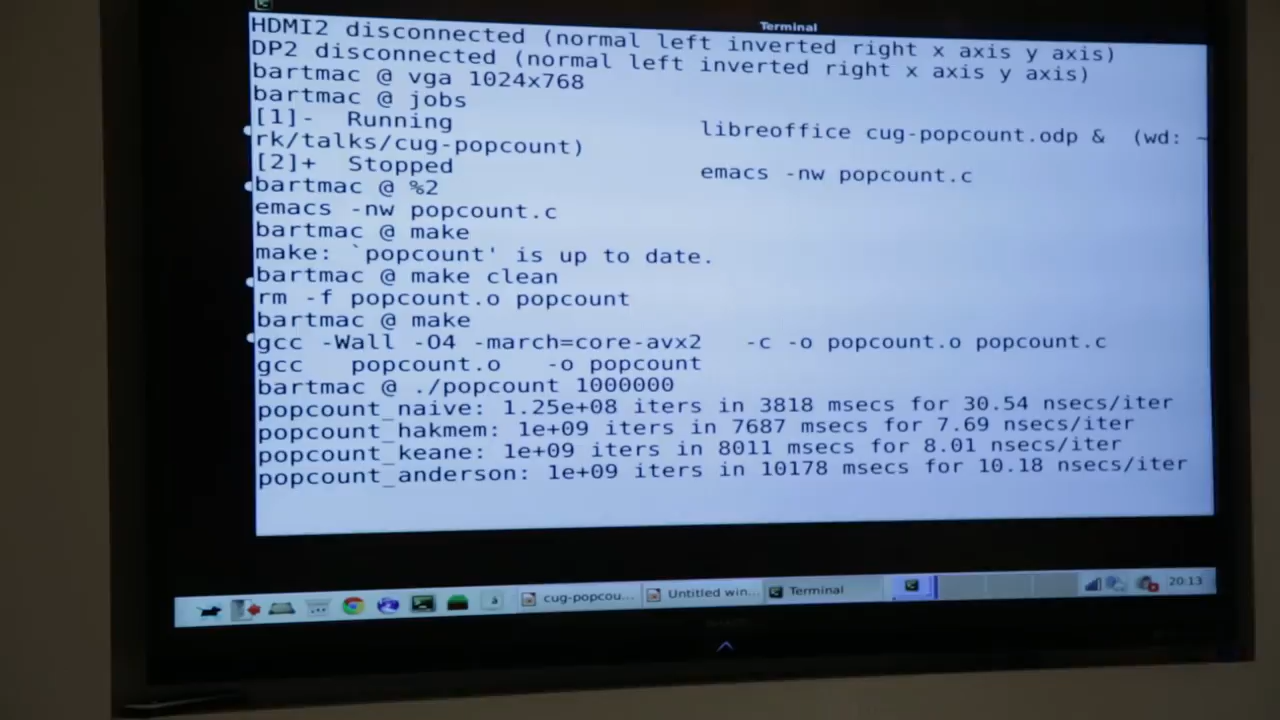 Terminal
HDMI2 disconnected (normal left inverted right x axis y axis)
DP2 disconnected (normal left inverted right x axis y axis)
bartmac @ vga 1024x768
bartmac @ jobs
[1]-  Running                 libreoffice cug-popcount.odp &  (wd: ~
rk/talks/cug-popcount)
[2]+  Stopped                 emacs -nw popcount.c
bartmac @ %2
emacs -nw popcount.c
bartmac @ make
make: `popcount' is up to date.
bartmac @ make clean
rm -f popcount.o popcount
bartmac @ make
gcc -Wall -O4 -march=core-avx2   -c -o popcount.o popcount.c
gcc   popcount.o   -o popcount
bartmac @ ./popcount 1000000
popcount_naive: 1.25e+08 iters in 3818 msecs for 30.54 nsecs/iter
popcount_hakmem: 1e+09 iters in 7687 msecs for 7.69 nsecs/iter
popcount_keane: 1e+09 iters in 8011 msecs for 8.01 nsecs/iter
popcount_anderson: 1e+09 iters in 10178 msecs for 10.18 nsecs/iter
cug-popcou... Untitled win... Terminal 20:13